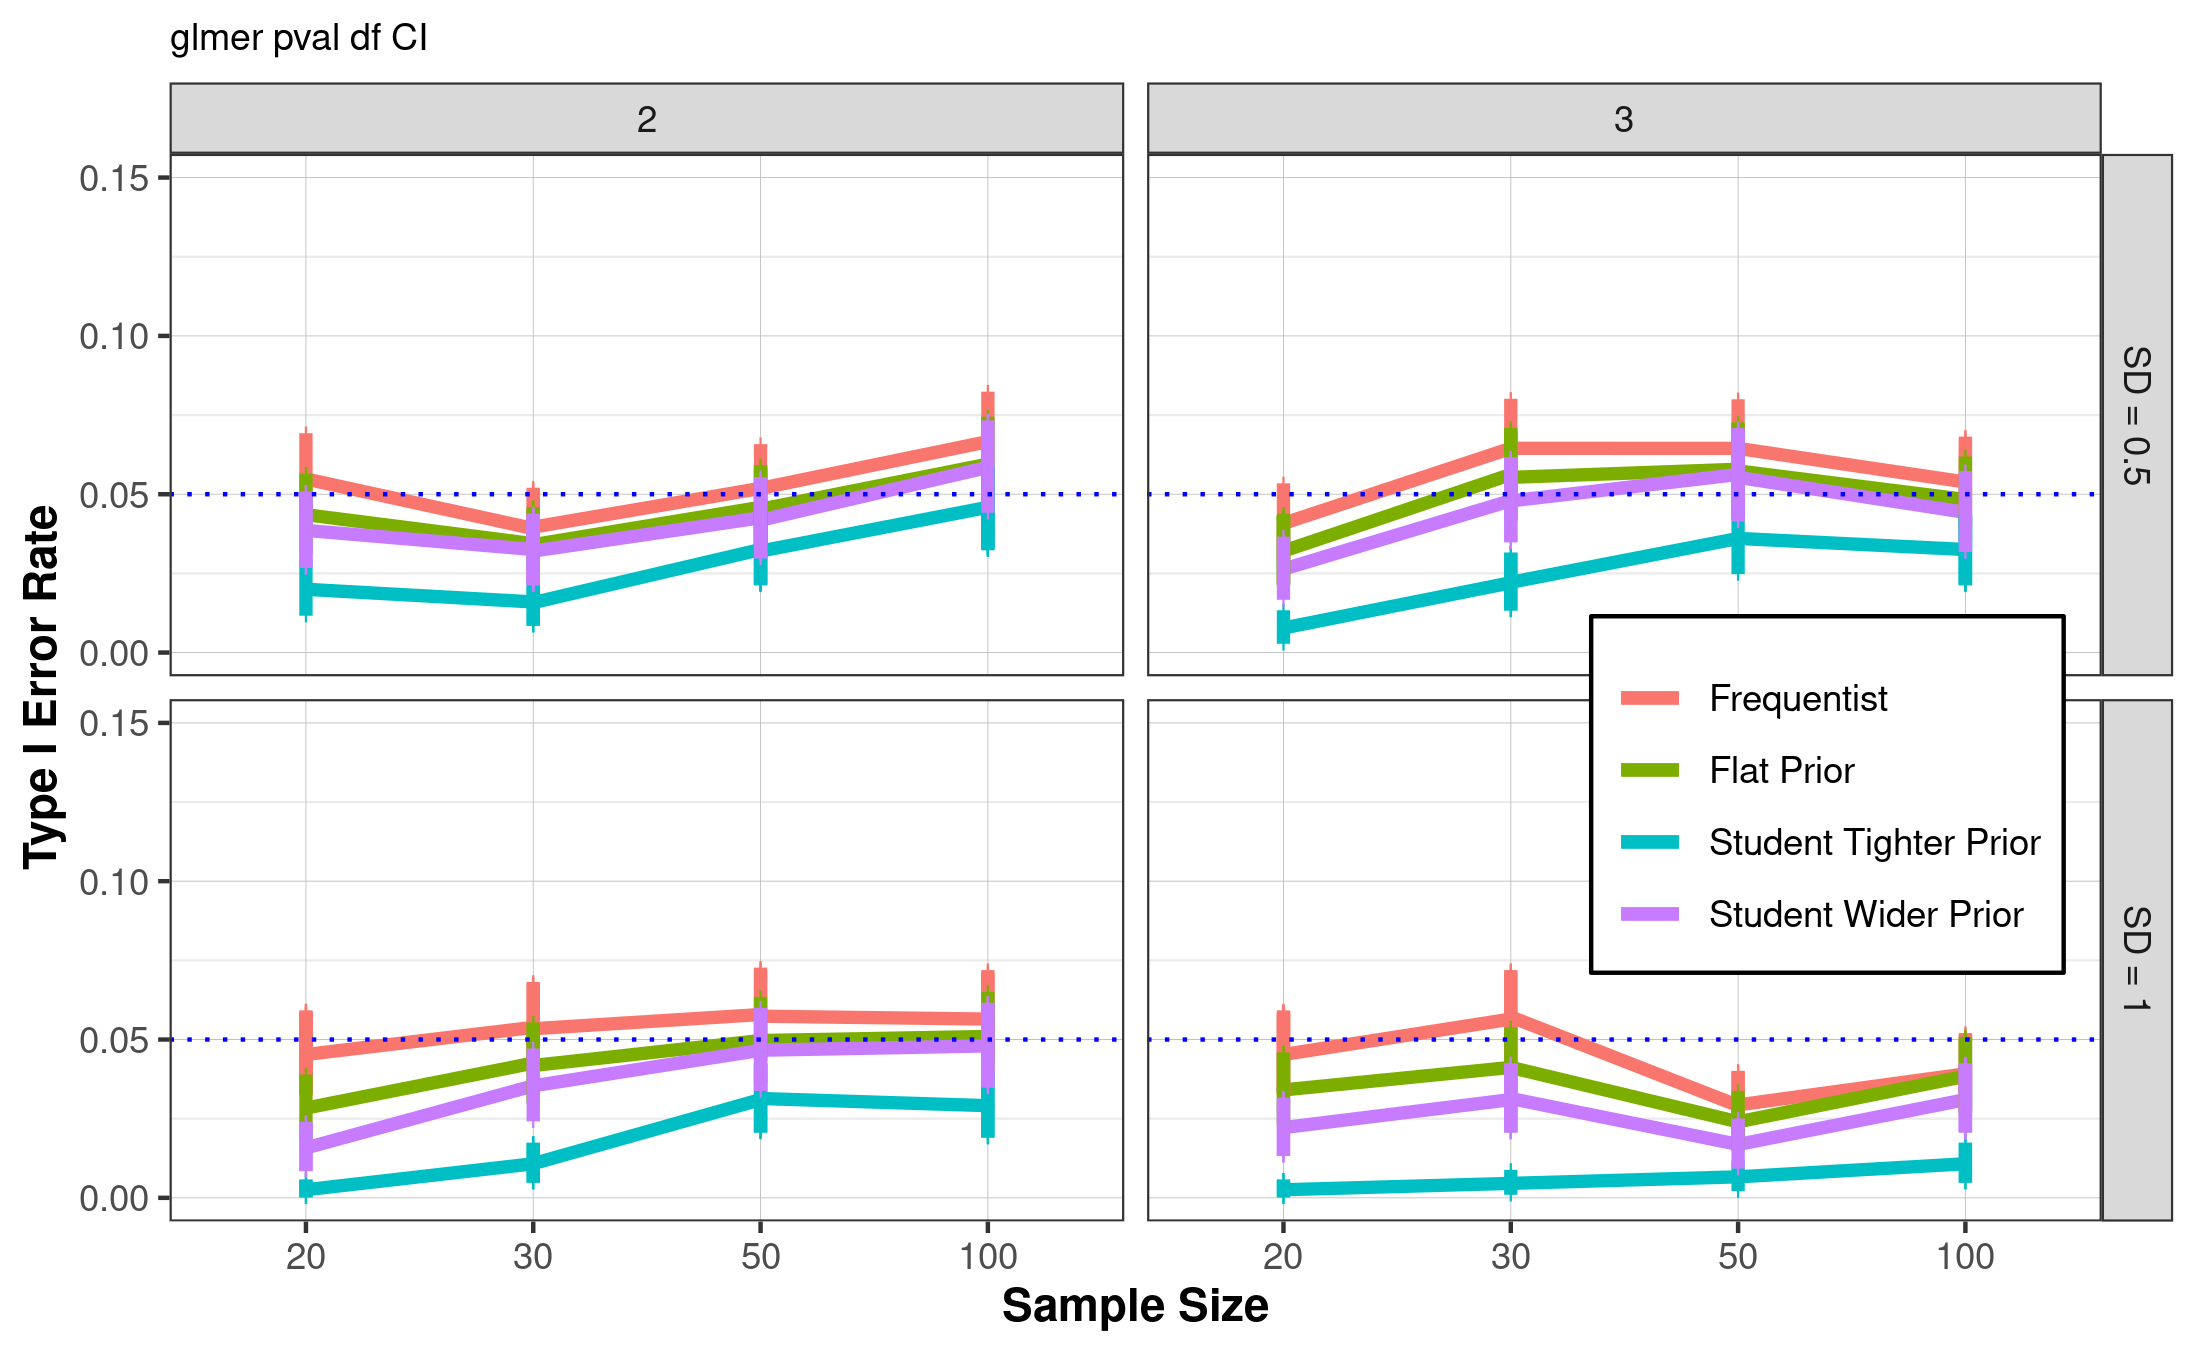 glmer pval df CI
2
3
0.15
0.10
0.05
0.00
SD = 0.5
Type I Error Rate
Frequentist
Flat Prior
Student Tighter Prior
Student Wider Prior
0.15
0.10
0.05
0.00
SD = 1
20 30 50 100
20 30 50 100
Sample Size